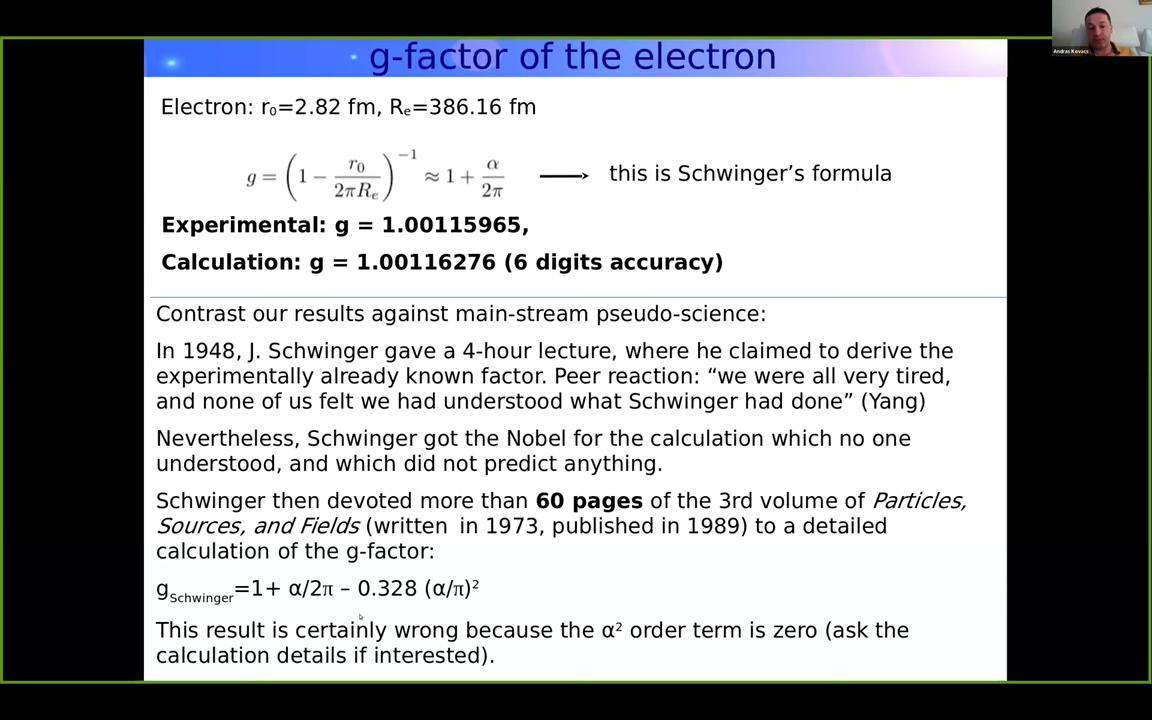 g-factor of the electron
Andras Kovacs
Electron: r₀=2.82 fm, Rₑ=386.16 fm
g = (1 − r₀/2πRₑ)⁻¹ ≈ 1 + α/2π → this is Schwinger’s formula
Experimental: g = 1.00115965,
Calculation: g = 1.00116276 (6 digits accuracy)
Contrast our results against main-stream pseudo-science:
In 1948, J. Schwinger gave a 4-hour lecture, where he claimed to derive the
experimentally already known factor. Peer reaction: “we were all very tired,
and none of us felt we had understood what Schwinger had done” (Yang)
Nevertheless, Schwinger got the Nobel for the calculation which no one
understood, and which did not predict anything.
Schwinger then devoted more than 60 pages of the 3rd volume of Particles,
Sources, and Fields (written in 1973, published in 1989) to a detailed
calculation of the g-factor:
gSchwinger=1+ α/2π – 0.328 (α/π)²
This result is certainly wrong because the α² order term is zero (ask the
calculation details if interested).